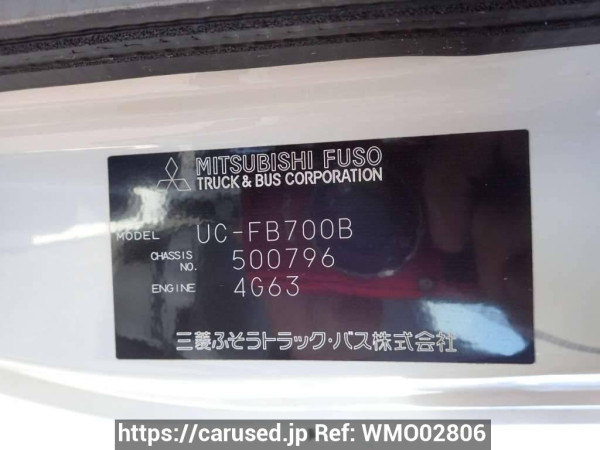 MITSUBISHI FUSO
TRUCK & BUS CORPORATION
MODEL UC-FB700B
CHASSIS NO. 500796
ENGINE 4G63
三菱ふそうトラック・バス株式会社
https://carused.jp Ref: WMO02806